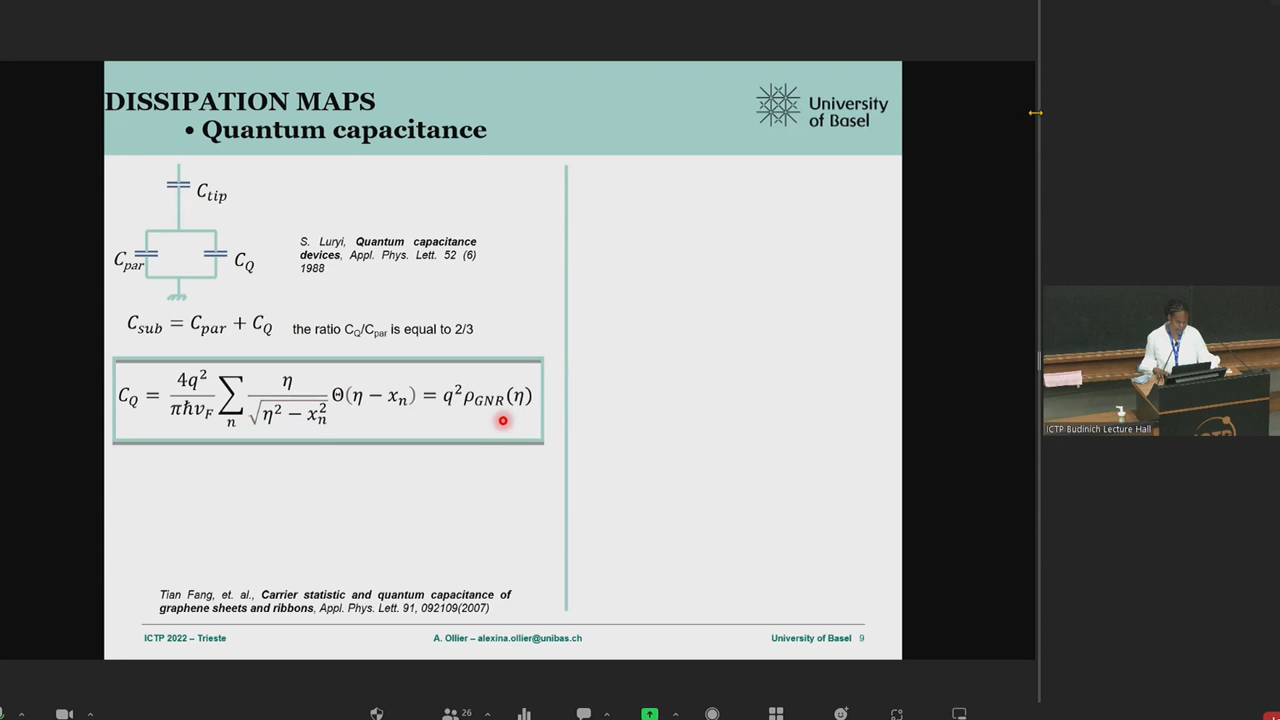 DISSIPATION MAPS
• Quantum capacitance
University
of Basel
C_tip
C_par
C_Q
S. Luryi, Quantum capacitance
devices, Appl. Phys. Lett. 52 (6)
1988
C_sub = C_par + C_Q
the ratio C_Q/C_par is equal to 2/3
C_Q = 4q²/πħv_F ∑_n η/√(η² − x_n²) Θ(η − x_n) = q²ρ_GNR(η)
Tian Fang, et. al., Carrier statistic and quantum capacitance of
graphene sheets and ribbons, Appl. Phys. Lett. 91, 092109(2007)
ICTP 2022 – Trieste
A. Ollier – alexina.ollier@unibas.ch
University of Basel 9
ICTP Budinich Lecture Hall
26